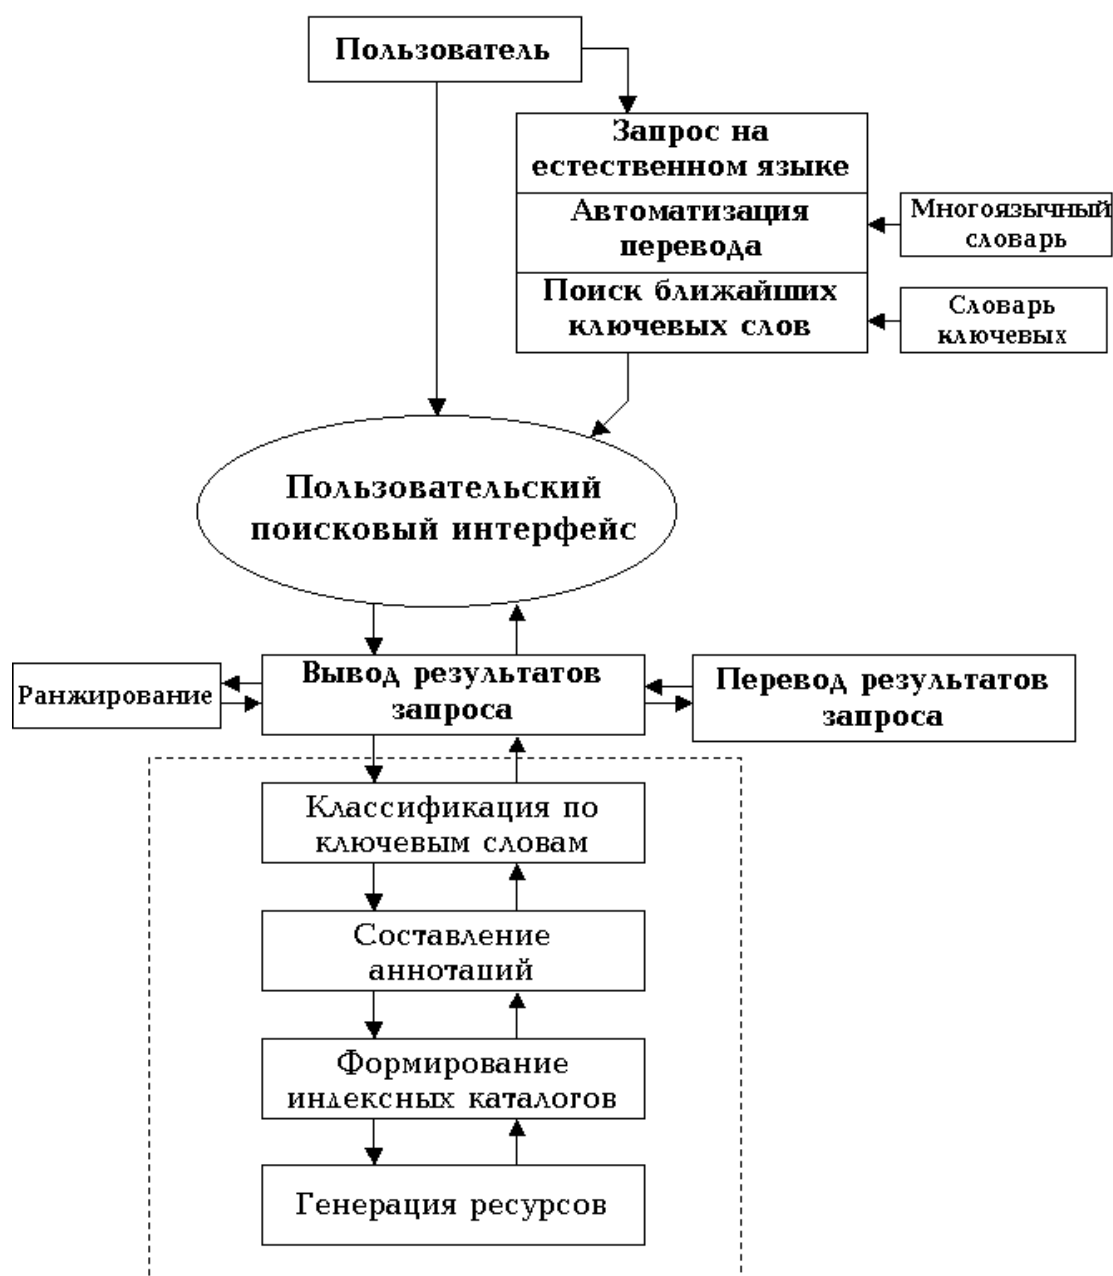 Пользователь
Запрос на
естественном языке
Автоматизация
перевода
Многоязычный
словарь
Поиск ближайших
ключевых слов
Словарь
ключевых
Пользовательский
поисковый интерфейс
Ранжирование
Вывод результатов
запроса
Перевод результатов
запроса
Классификация по
ключевым словам
Составление
аннотаций
Формирование
индексных каталогов
Генерация ресурсов